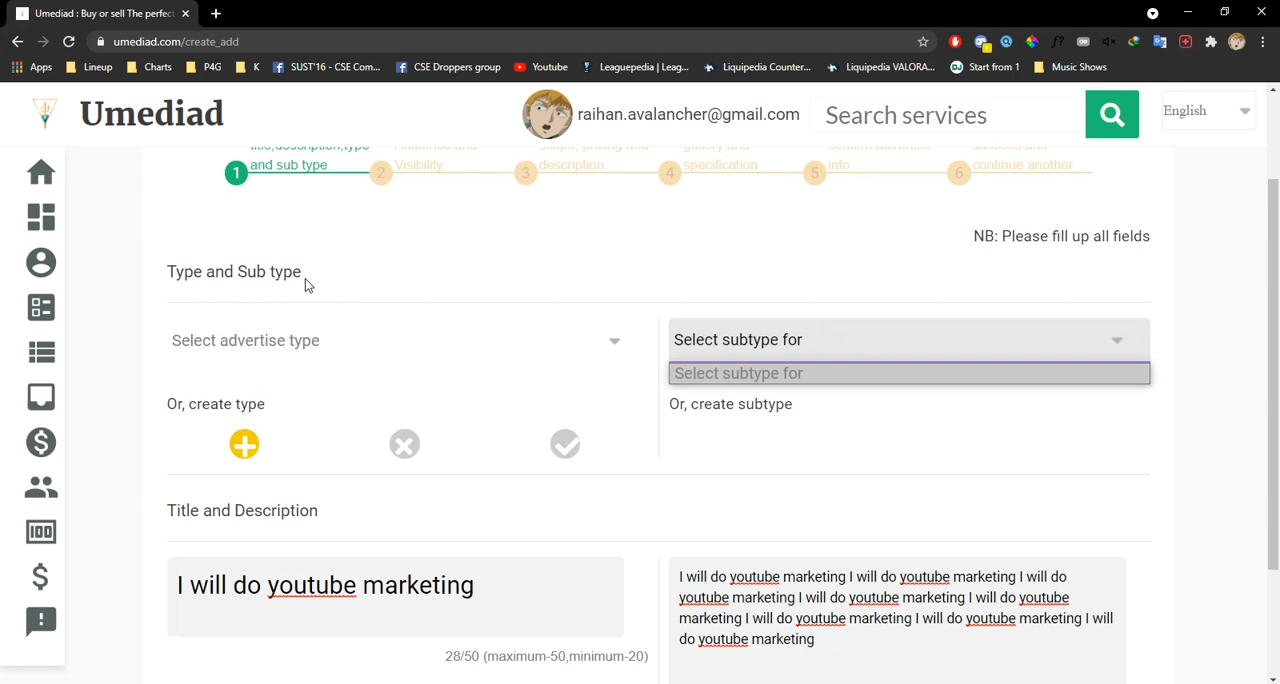 Umediad : Buy or sell The perfec
umediad.com/create_add
Apps Lineup Charts P4G K SUST'16 - CSE Com... CSE Droppers group Youtube Leaguepedia | Leag... Liquipedia Counter... Liquipedia VALORA... Start from 1 Music Shows
Umediad
raihan.avalancher@gmail.com
Search services
English
and sub type
Visibility
description
specification
info
continue another
1 2 3 4 5 6
NB: Please fill up all fields
Type and Sub type
Select advertise type
Select subtype for
Select subtype for
Or, create type
Or, create subtype
Title and Description
I will do youtube marketing
28/50 (maximum-50,minimum-20)
I will do youtube marketing I will do youtube marketing I will do
youtube marketing I will do youtube marketing I will do youtube
marketing I will do youtube marketing I will do youtube marketing I will
do youtube marketing